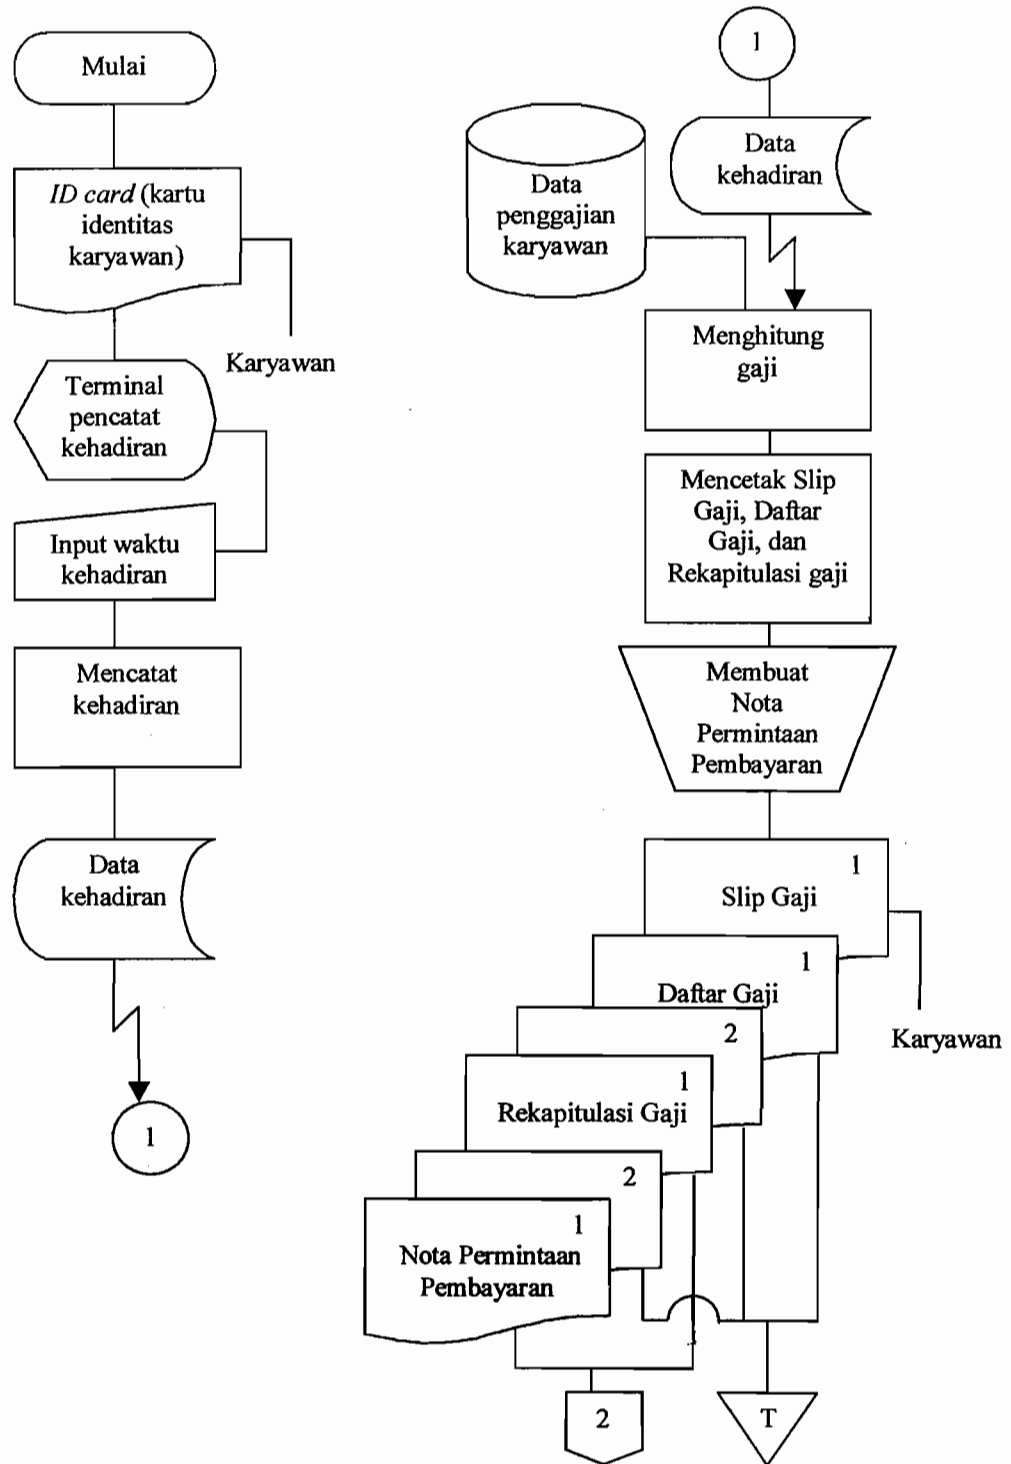 Mulai
ID card (kartu
identitas
karyawan)
Karyawan
Terminal
pencatat
kehadiran
Input waktu
kehadiran
Mencatat
kehadiran
Data
kehadiran
1
1
Data
kehadiran
Data
penggajian
karyawan
Menghitung
gaji
Mencetak Slip
Gaji, Daftar
Gaji, dan
Rekapitulasi gaji
Membuat
Nota
Permintaan
Pembayaran
1
Slip Gaji
Karyawan
1
Daftar Gaji
2
1
Rekapitulasi Gaji
2
1
Nota Permintaan
Pembayaran
2
T